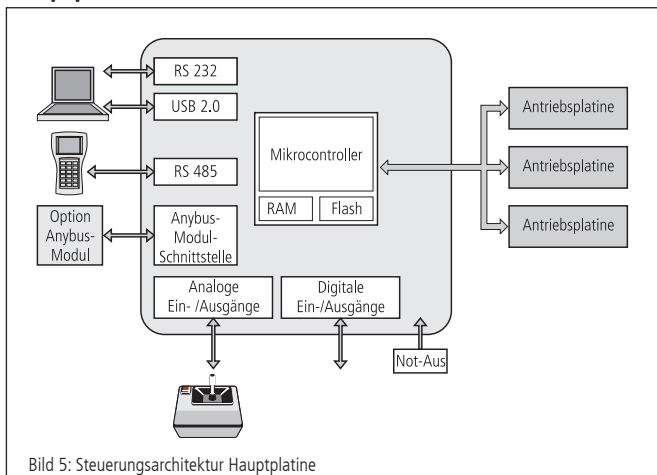 RS 232
USB 2.0
RS 485
Option
Anybus-
Modul
Anybus-
Modul-
Schnittstelle
Mikrocontroller
RAM
Flash
Antriebsplatine
Antriebsplatine
Antriebsplatine
Analoge
Ein- /Ausgänge
Digitale
Ein-/Ausgänge
Not-Aus
Bild 5: Steuerungsarchitektur Hauptplatine